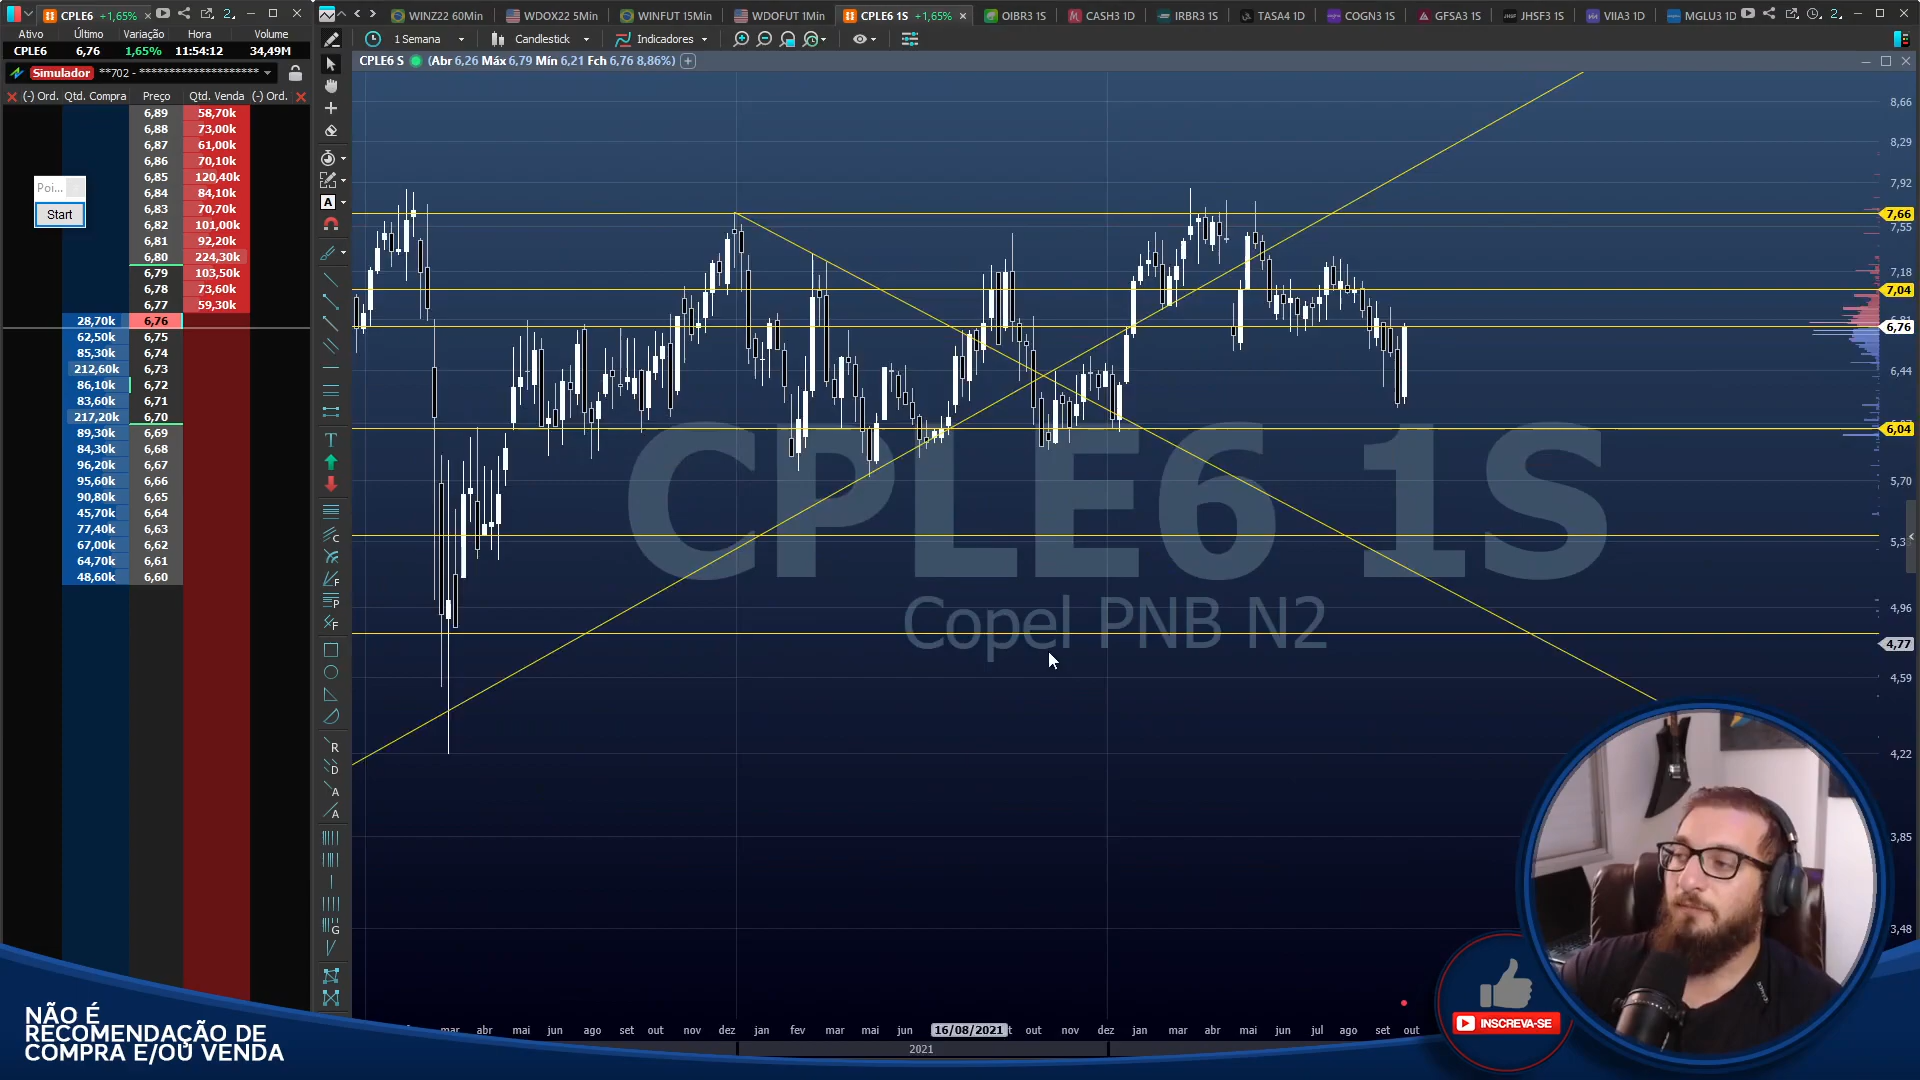 CPLE6 +1,65%
2
WINZ22 60Min
WDOX22 5Min
WINFUT 15Min
WDOFUT 1Min
CPLE6 1S +1,65%
OIBR3 1S
CASH3 1D
IRBR3 1S
TASA4 1D
COGN3 1S
GFSA3 1S
JHSF3 1S
VIIA3 1D
MGLU3 1D
2
Ativo Último Variação Hora Volume
CPLE6 6,76 1,65% 11:54:12 34,49M
1 Semana
Candlestick
Indicadores
Simulador **702 - *********************
CPLE6 S (Abr 6,26 Máx 6,79 Mín 6,21 Fch 6,76 8,86%)
(-) Ord. Qtd. Compra Preço Qtd. Venda (-) Ord.
6,89 58,70k
6,88 73,00k
6,87 61,00k
6,86 70,10k
6,85 120,40k
6,84 84,10k
6,83 70,70k
6,82 101,00k
6,81 92,20k
6,80 224,30k
6,79 103,50k
6,78 73,60k
6,77 59,30k
28,70k 6,76
62,50k 6,75
85,30k 6,74
212,60k 6,73
86,10k 6,72
83,60k 6,71
217,20k 6,70
89,30k 6,69
84,30k 6,68
96,20k 6,67
95,60k 6,66
90,80k 6,65
45,70k 6,64
77,40k 6,63
67,00k 6,62
64,70k 6,61
48,60k 6,60
Poi...
Start
8,66
8,29
7,92
7,66
7,55
7,18
7,04
6,76
6,44
6,04
5,70
4,96
4,77
4,59
4,22
3,85
3,48
CPLE6 1S
Copel PNB N2
mar abr mai jun ago set out nov dez jan fev mar mai jun 16/08/2021 out nov dez jan mar abr mai jun jul ago set out
2021
NÃO É
RECOMENDAÇÃO DE
COMPRA E/OU VENDA
INSCREVA-SE